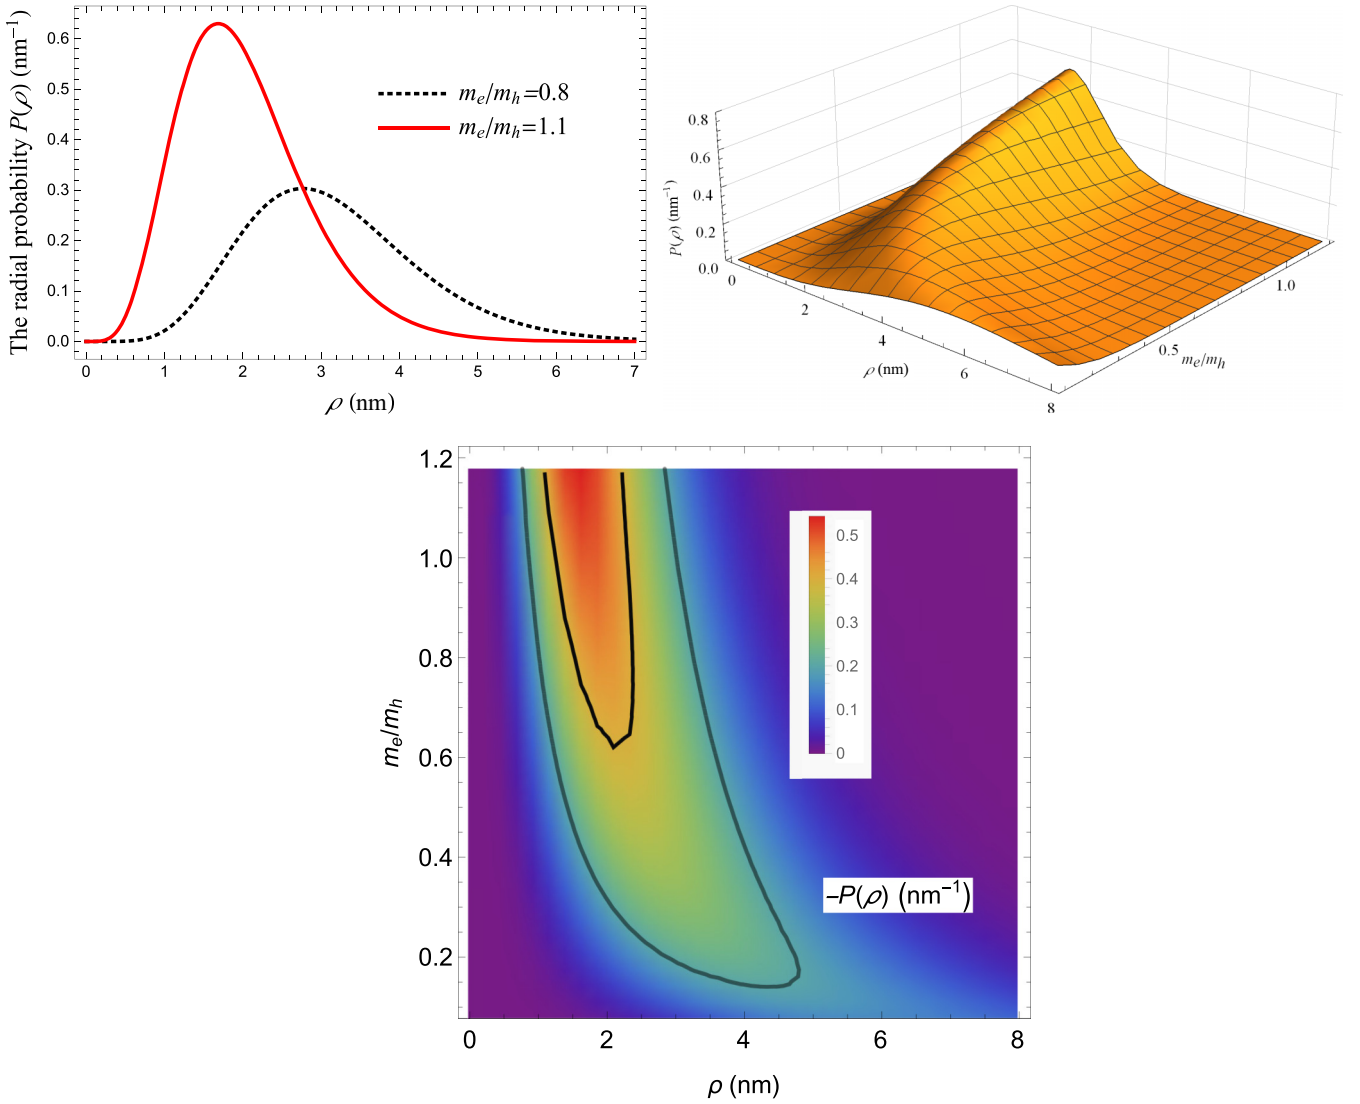 The radial probability P(ρ) (nm⁻¹)
0.6
0.5
0.4
0.3
0.2
0.1
0.0
mₑ/mₕ=0.8
mₑ/mₕ=1.1
0 1 2 3 4 5 6 7
ρ (nm)
P(ρ) (nm⁻¹)
0.8
0.6
0.4
0.2
0.0
0
2
4
6
8
ρ (nm)
0.5
1.0
mₑ/mₕ
mₑ/mₕ
1.2
1.0
0.8
0.6
0.4
0.2
0.5
0.4
0.3
0.2
0.1
0
–P(ρ) (nm⁻¹)
0 2 4 6 8
ρ (nm)